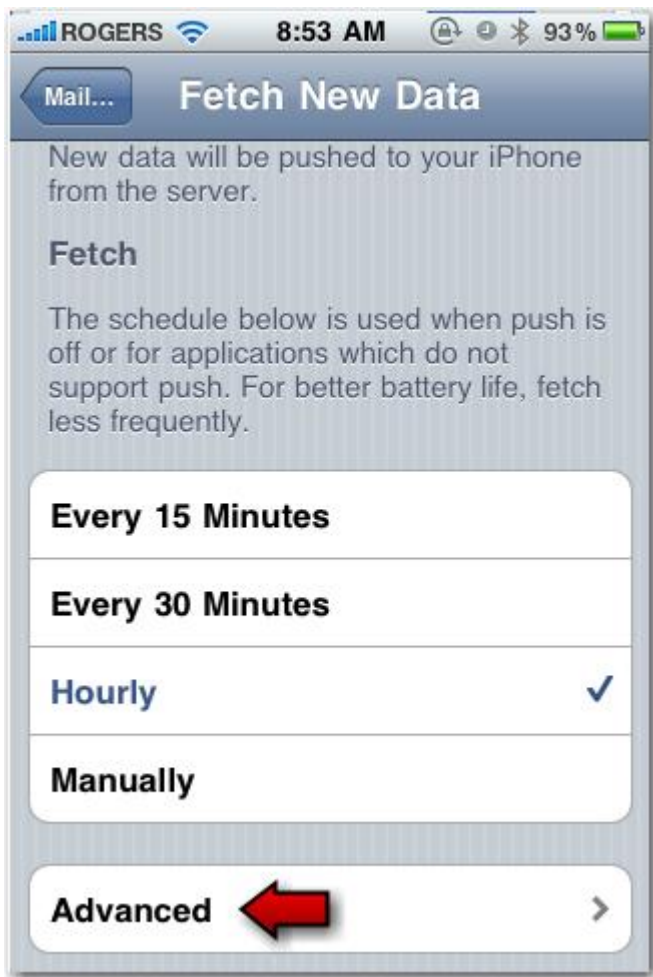 ROGERS 8:53 AM 93%
Mail... Fetch New Data
New data will be pushed to your iPhone
from the server.
Fetch
The schedule below is used when push is
off or for applications which do not
support push. For better battery life, fetch
less frequently.
Every 15 Minutes
Every 30 Minutes
Hourly
Manually
Advanced